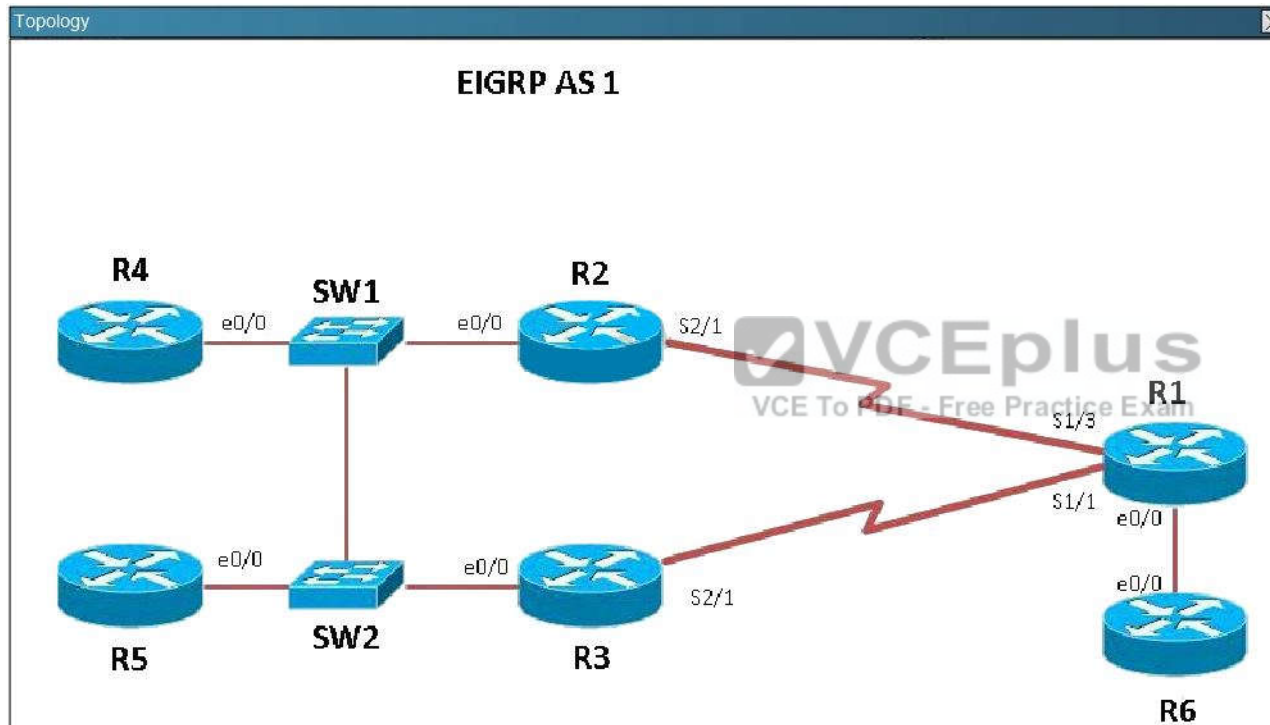 Topology
EIGRP AS 1
R4
SW1
R2
e0/0
e0/0
S2/1
VCEplus
VCE To PDF - Free Practice Exam
R1
S1/3
S1/1
e0/0
e0/0
e0/0
e0/0
S2/1
R5
SW2
R3
R6